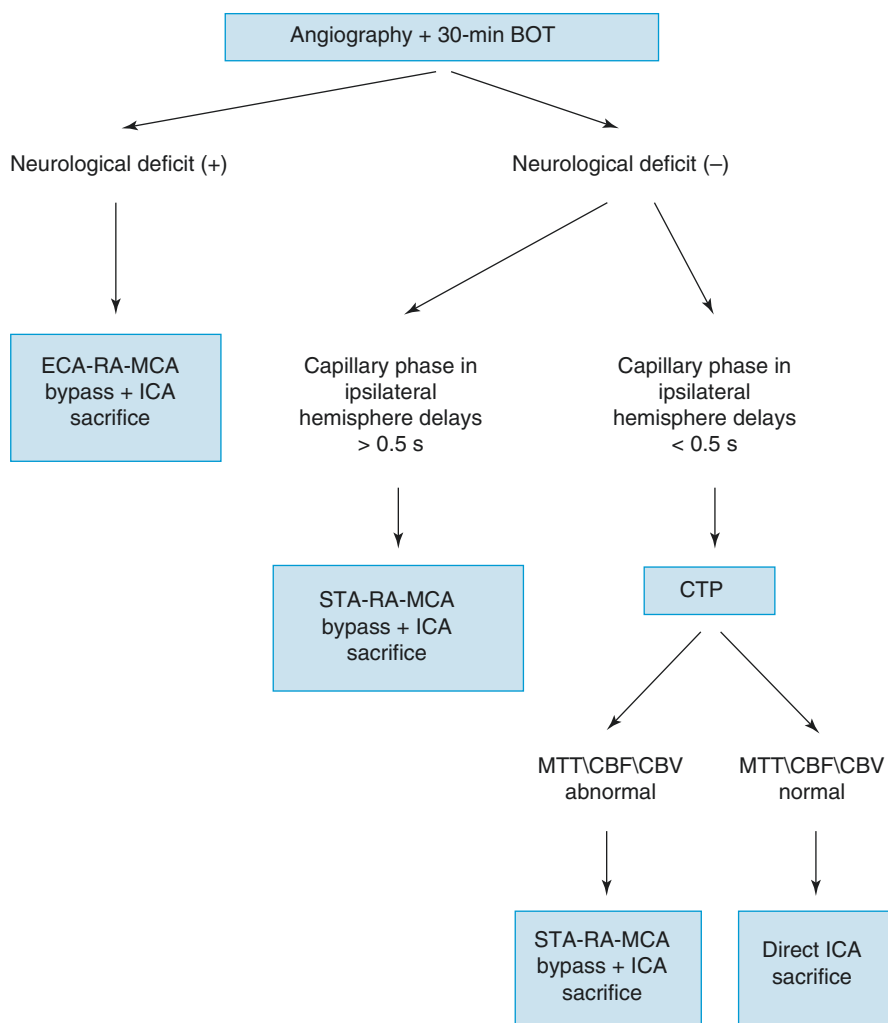 Angiography + 30-min BOT
Neurological deficit (+)
Neurological deficit (–)
ECA-RA-MCA
bypass + ICA
sacrifice
Capillary phase in
ipsilateral
hemisphere delays
> 0.5 s
Capillary phase in
ipsilateral
hemisphere delays
< 0.5 s
STA-RA-MCA
bypass + ICA
sacrifice
CTP
MTT\CBF\CBV
abnormal
MTT\CBF\CBV
normal
STA-RA-MCA
bypass + ICA
sacrifice
Direct ICA
sacrifice